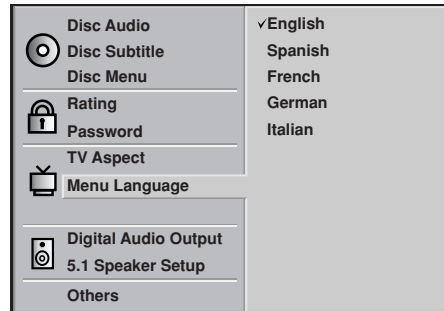 Disc Audio
Disc Subtitle
Disc Menu
Rating
Password
TV Aspect
Menu Language
Digital Audio Output
5.1 Speaker Setup
Others
✓English
Spanish
French
German
Italian